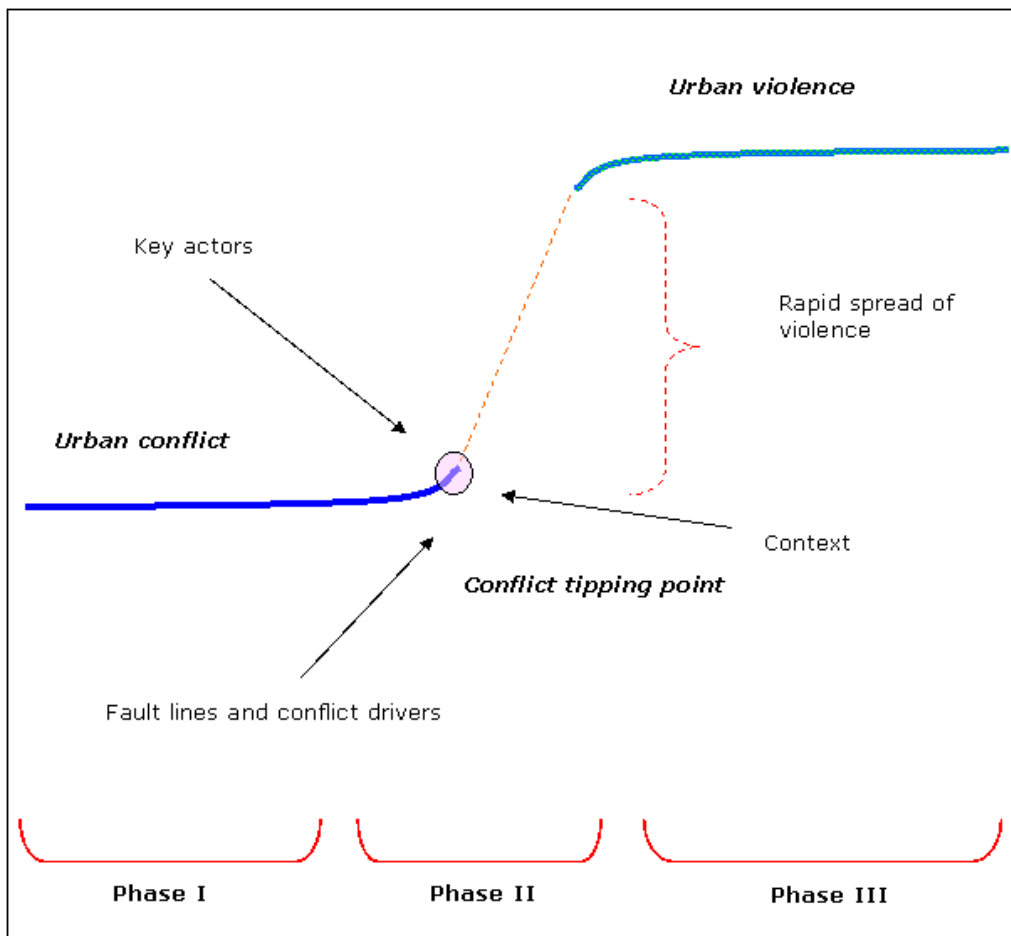 Urban violence
Key actors
Rapid spread of
violence
Urban conflict
Context
Conflict tipping point
Fault lines and conflict drivers
Phase I
Phase II
Phase III